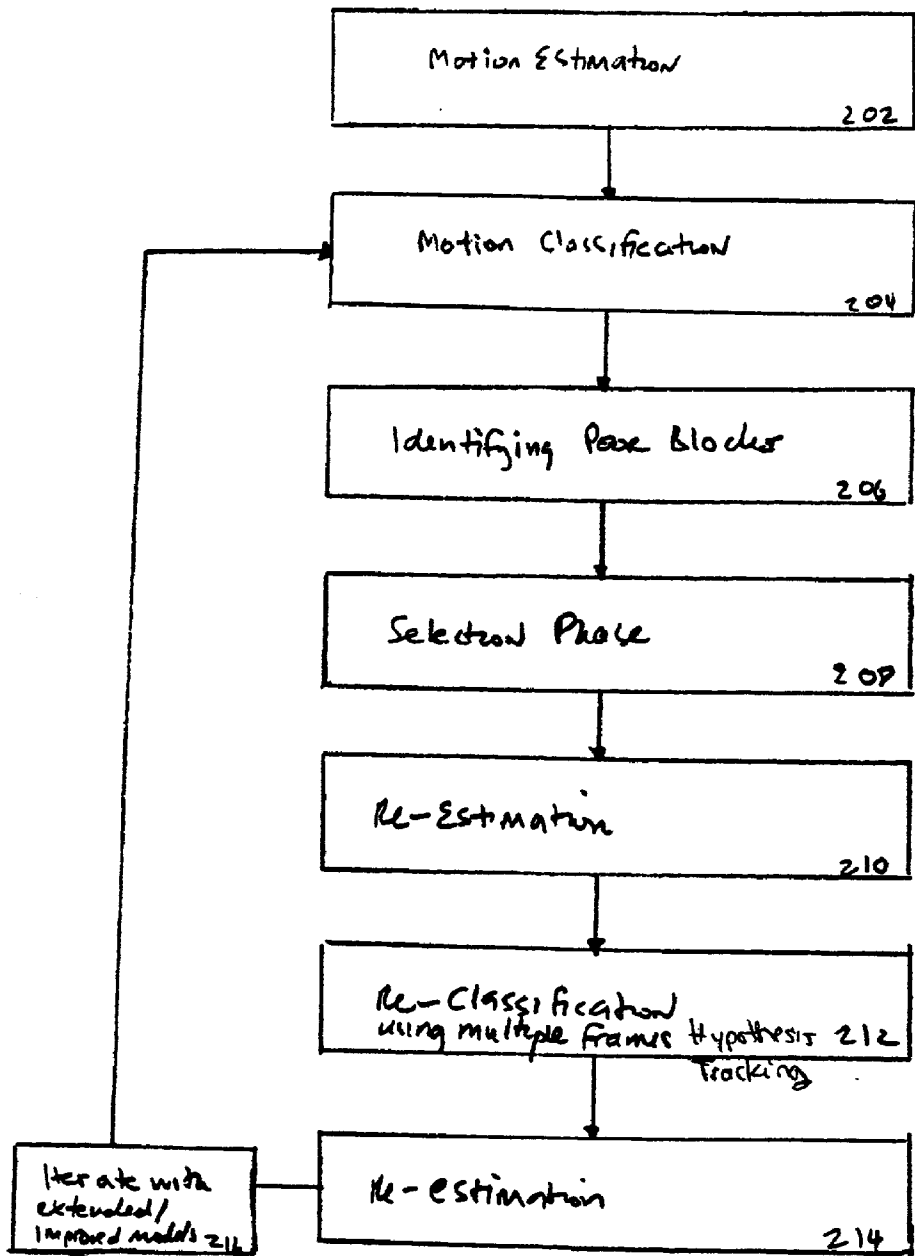 Motion Estimation
202
Motion Classification
204
Identifying Poor Blocks
206
Selection Phase
208
Re-Estimation
210
Re-Classification
using multiple frames Hypothesis 212
Tracking
Re-estimation
214
Iterate with
extended/
improved models 216